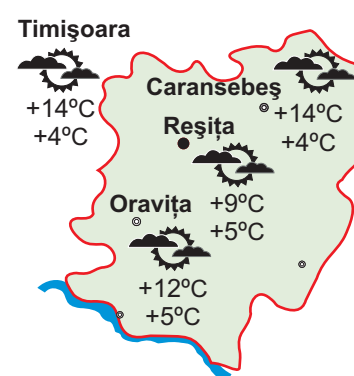 Timişoara
+14ºC
+4ºC
Caransebeş
+14ºC
+4ºC
Reşiţa
+9ºC
+5ºC
Oraviţa
+12ºC
+5ºC